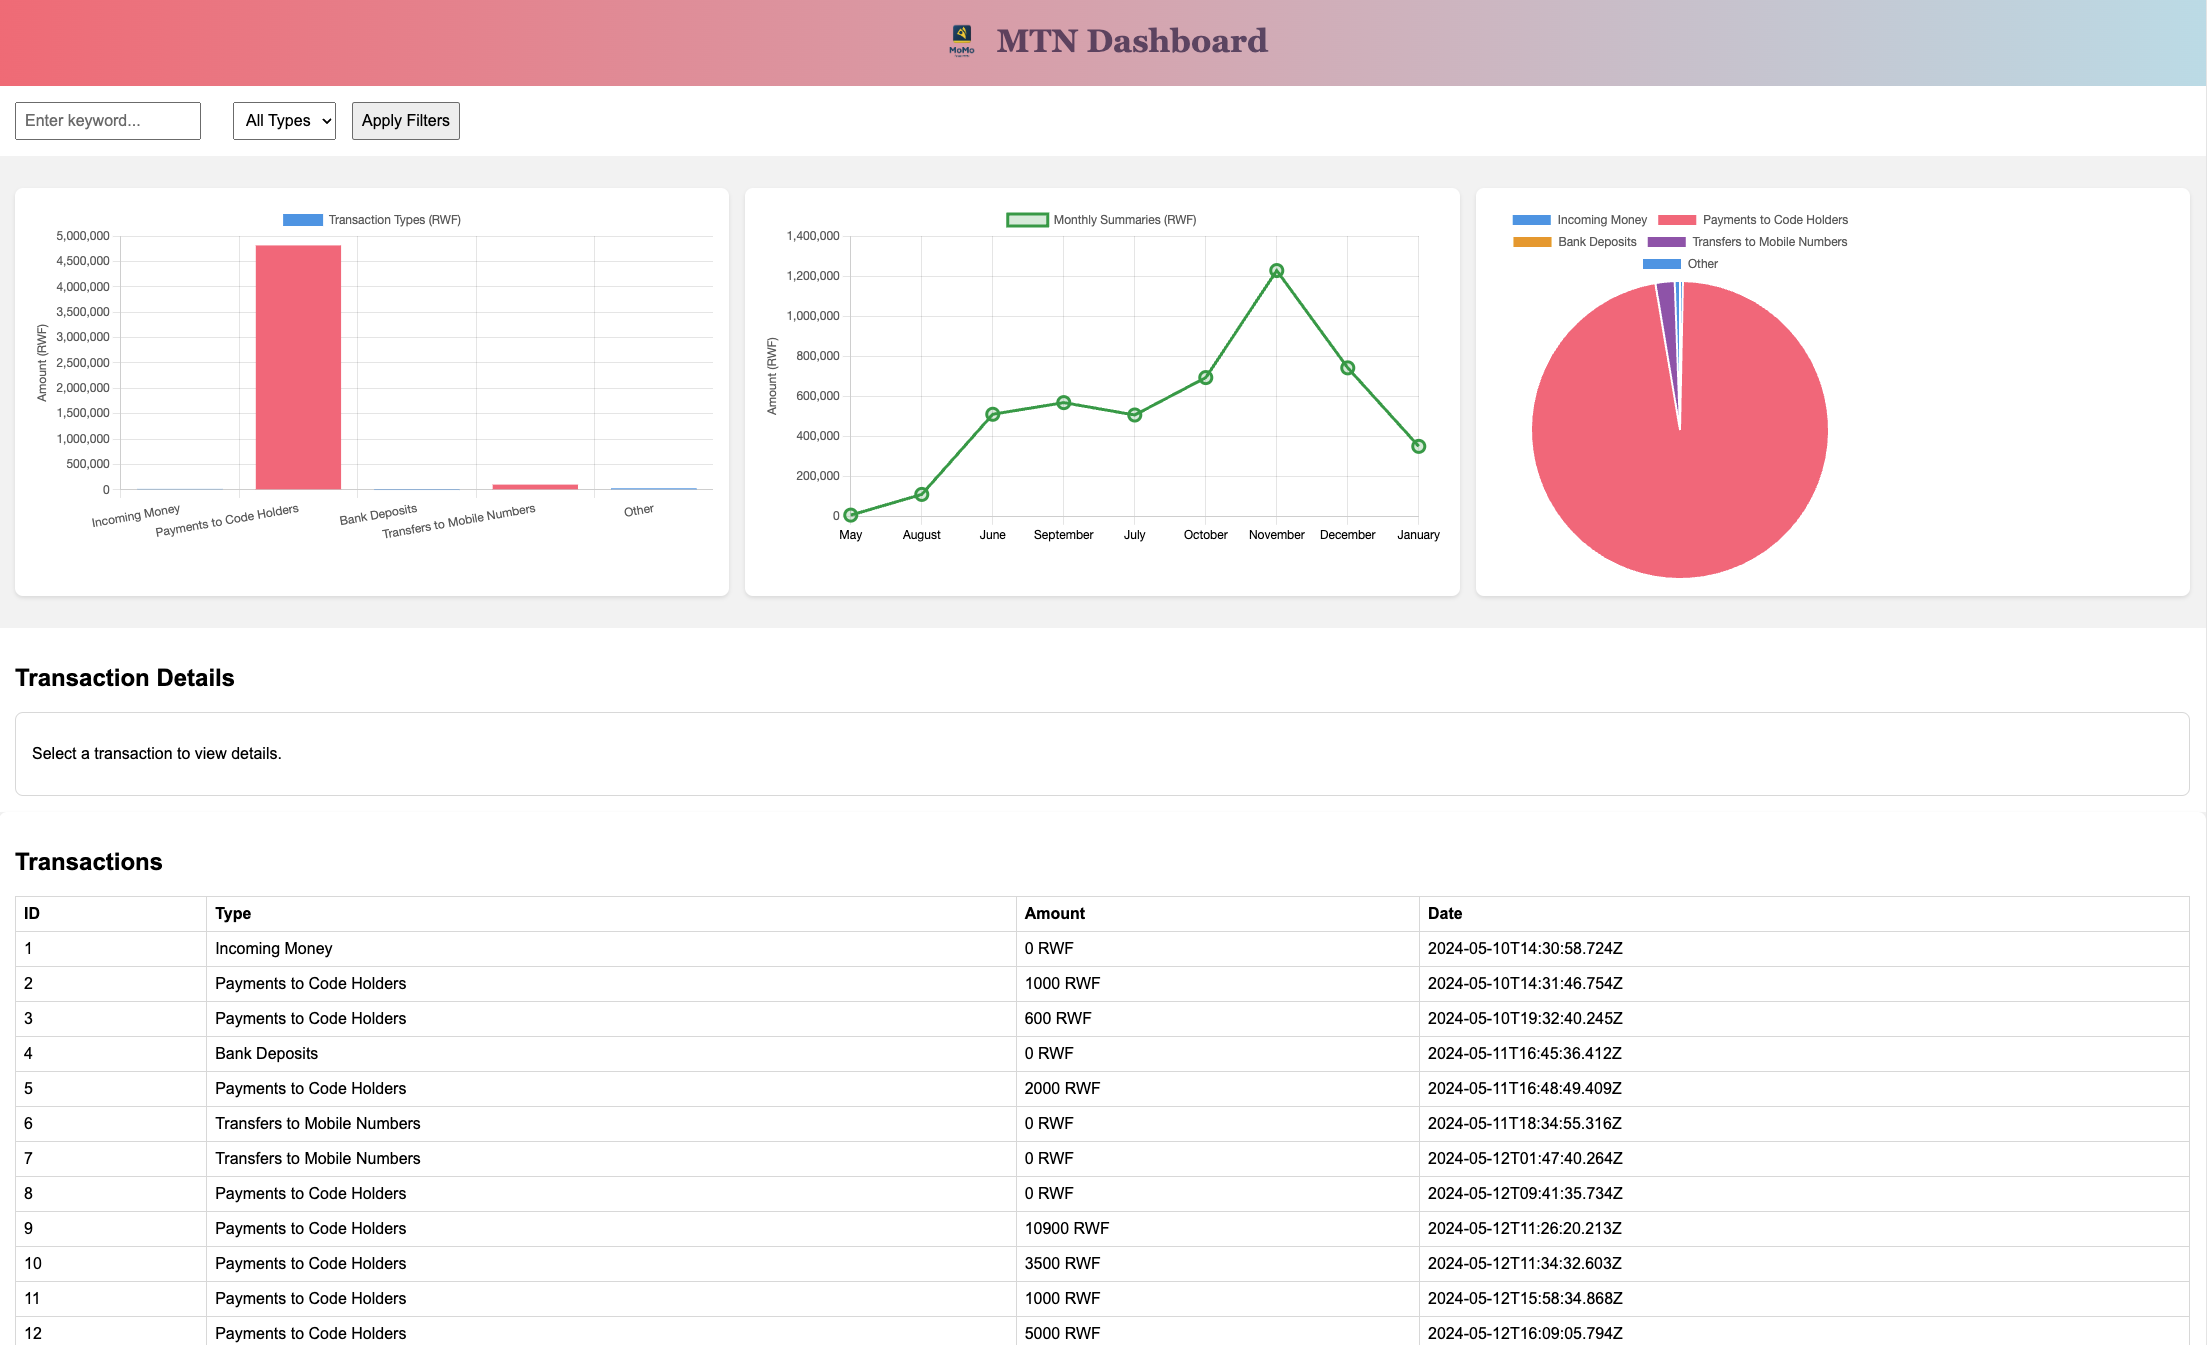 MoMo
MTN Dashboard
Enter keyword...
All Types
Apply Filters
Transaction Types (RWF)
Amount (RWF)
5,000,000
4,500,000
4,000,000
3,500,000
3,000,000
2,500,000
2,000,000
1,500,000
1,000,000
500,000
0
Incoming Money
Payments to Code Holders
Bank Deposits
Transfers to Mobile Numbers
Other
Monthly Summaries (RWF)
Amount (RWF)
1,400,000
1,200,000
1,000,000
800,000
600,000
400,000
200,000
0
May August June September July October November December January
Incoming Money Payments to Code Holders
Bank Deposits Transfers to Mobile Numbers
Other
Transaction Details
Select a transaction to view details.
Transactions
ID Type Amount Date
1 Incoming Money 0 RWF 2024-05-10T14:30:58.724Z
2 Payments to Code Holders 1000 RWF 2024-05-10T14:31:46.754Z
3 Payments to Code Holders 600 RWF 2024-05-10T19:32:40.245Z
4 Bank Deposits 0 RWF 2024-05-11T16:45:36.412Z
5 Payments to Code Holders 2000 RWF 2024-05-11T16:48:49.409Z
6 Transfers to Mobile Numbers 0 RWF 2024-05-11T18:34:55.316Z
7 Transfers to Mobile Numbers 0 RWF 2024-05-12T01:47:40.264Z
8 Payments to Code Holders 0 RWF 2024-05-12T09:41:35.734Z
9 Payments to Code Holders 10900 RWF 2024-05-12T11:26:20.213Z
10 Payments to Code Holders 3500 RWF 2024-05-12T11:34:32.603Z
11 Payments to Code Holders 1000 RWF 2024-05-12T15:58:34.868Z
12 Payments to Code Holders 5000 RWF 2024-05-12T16:09:05.794Z